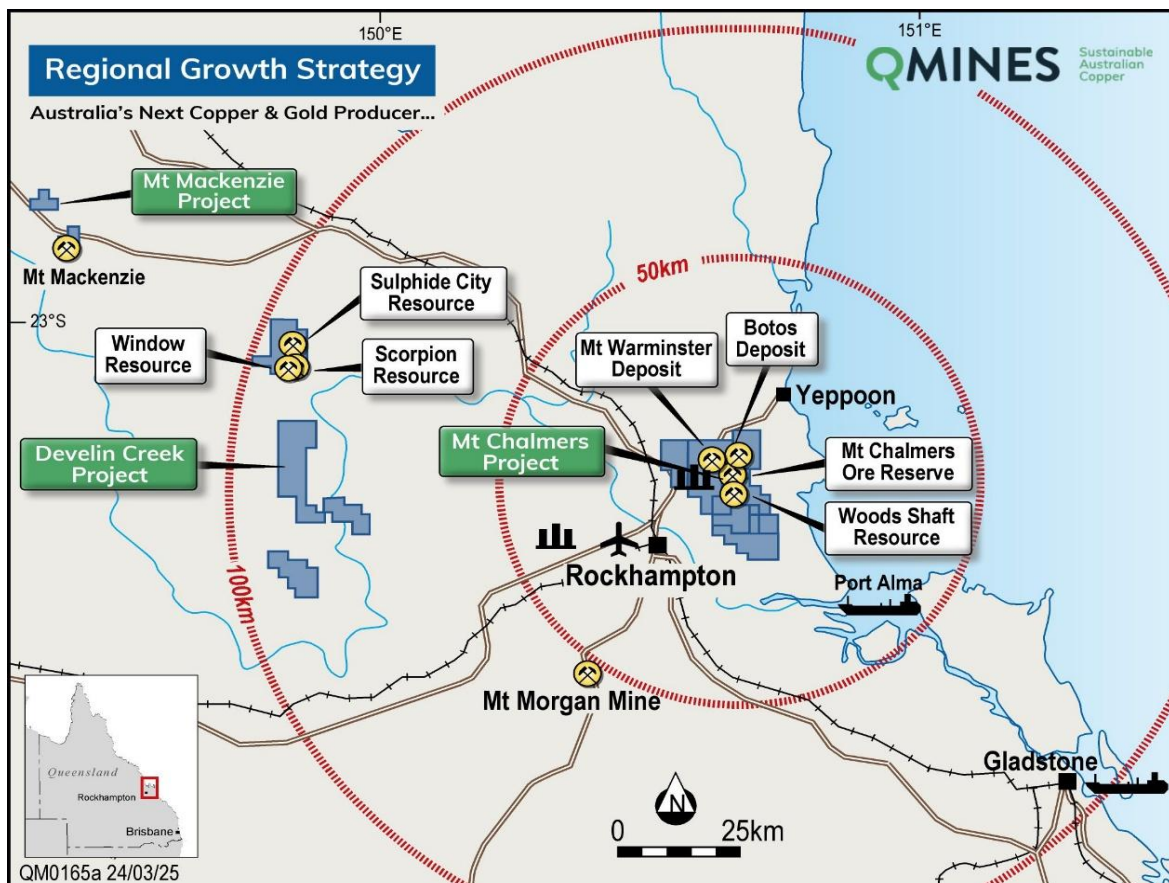 150°E
151°E
Regional Growth Strategy
Australia's Next Copper & Gold Producer...
QMINES
Sustainable
Australian
Copper
Mt Mackenzie
Project
Mt Mackenzie
50km
Sulphide City
Resource
23°S
Window
Resource
Scorpion
Resource
Mt Warminster
Deposit
Botos
Deposit
Yeppoon
Develin Creek
Project
Mt Chalmers
Project
Mt Chalmers
Ore Reserve
Woods Shaft
Resource
Rockhampton
100km
Port Alma
Mt Morgan Mine
Gladstone
Queensland
Rockhampton
Brisbane
N
0 25km
QM0165a 24/03/25